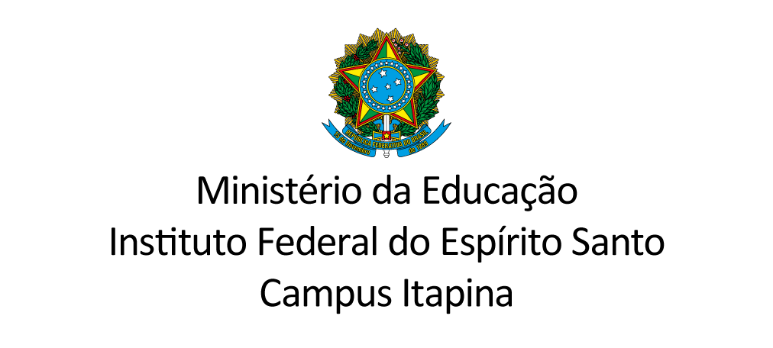 Ministério da Educação
Instituto Federal do Espírito Santo
Campus Itapina